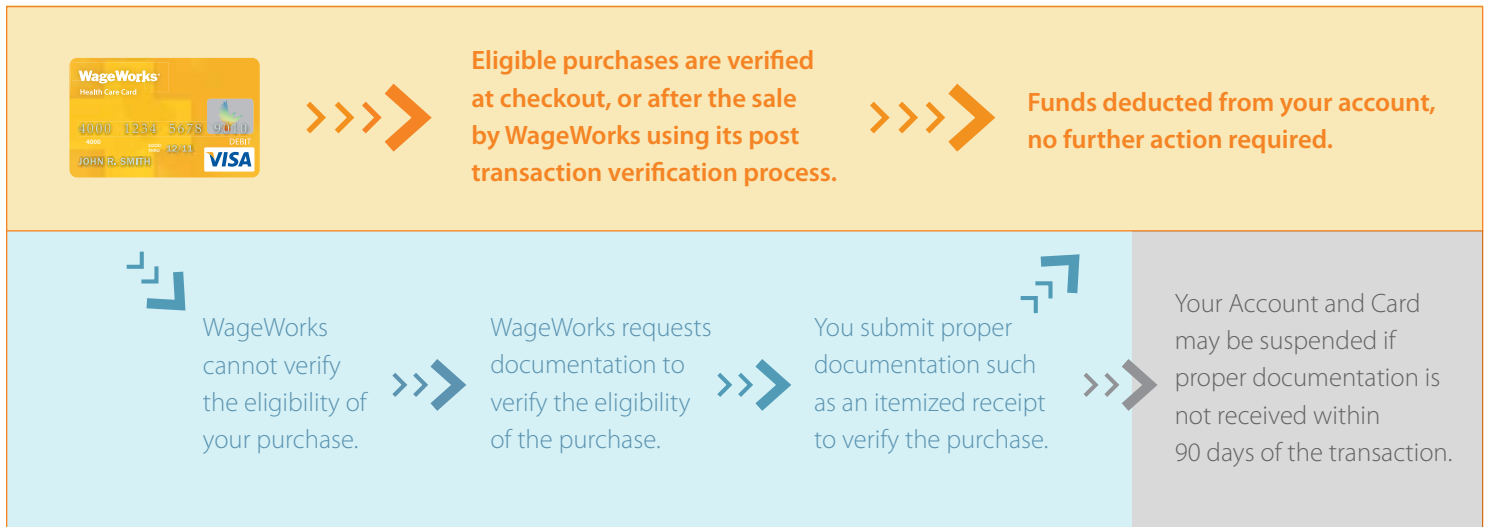 WageWorks
Health Care Card
4000 1234 5678 9010
4000
12/11
DEBIT
JOHN R. SMITH
VISA
Eligible purchases are verified
at checkout, or after the sale
by WageWorks using its post
transaction verification process.
Funds deducted from your account,
no further action required.
WageWorks
cannot verify
the eligibility of
your purchase.
WageWorks requests
documentation to
verify the eligibility
of the purchase.
You submit proper
documentation such
as an itemized receipt
to verify the purchase.
Your Account and Card
may be suspended if
proper documentation is
not received within
90 days of the transaction.